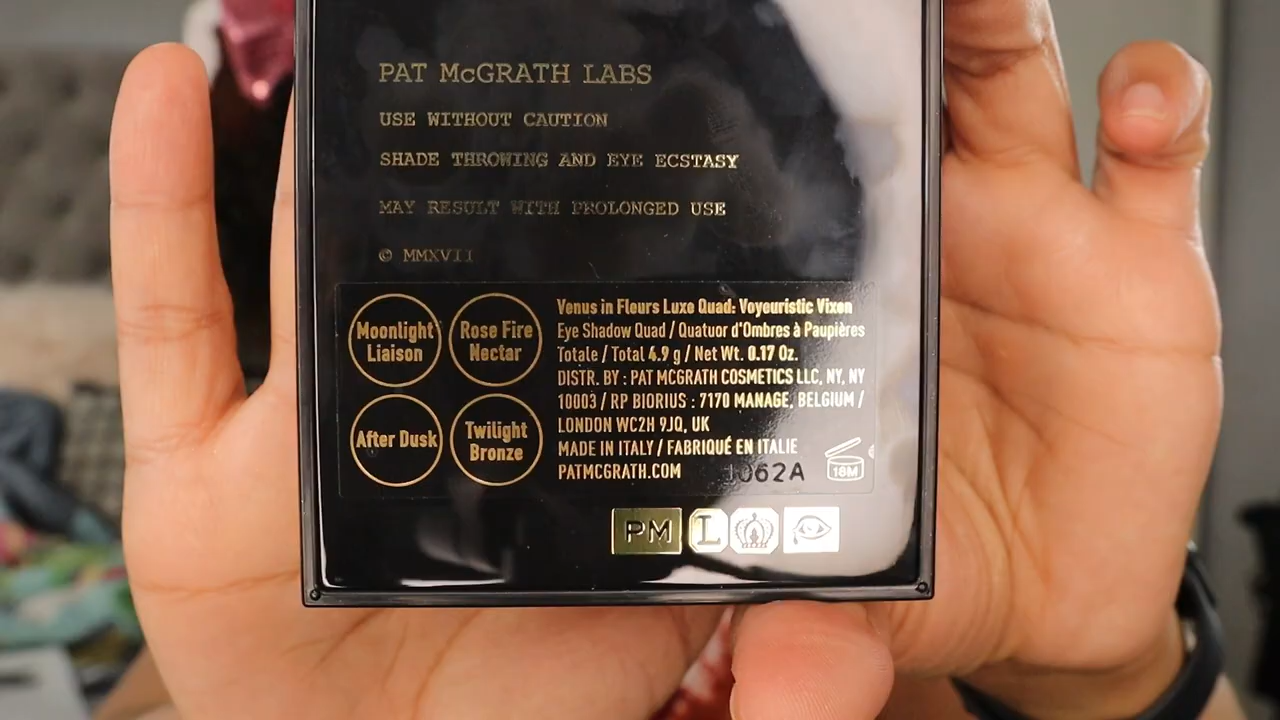 PAT McGRATH LABS
USE WITHOUT CAUTION
SHADE THROWING AND EYE ECSTASY
MAY RESULT WITH PROLONGED USE
© MMXVII
Moonlight
Liaison
Rose Fire
Nectar
After Dusk
Twilight
Bronze
Venus in Fleurs Luxe Quad: Voyeuristic Vixen
Eye Shadow Quad / Quatuor d'Ombres à Paupières
Totale / Total 4.9 g / Net Wt. 0.17 Oz.
DISTR. BY : PAT MCGRATH COSMETICS LLC, NY, NY
10003 / RP BIORIUS : 7170 MANAGE, BELGIUM /
LONDON WC2H 9JQ, UK
MADE IN ITALY / FABRIQUÉ EN ITALIE
PATMCGRATH.COM
1062A
18M
PM L